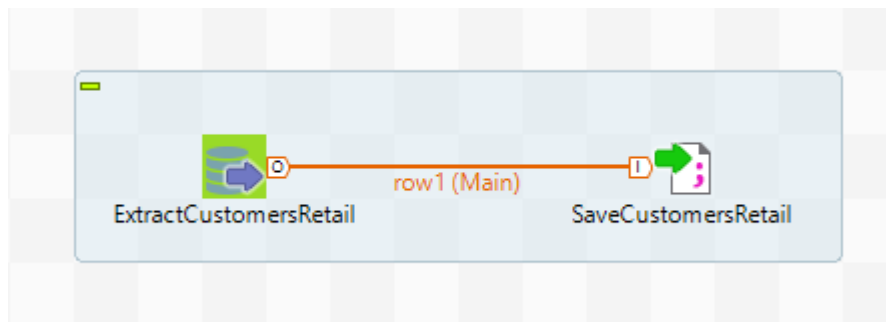 O
I
row1 (Main)
ExtractCustomersRetail
SaveCustomersRetail